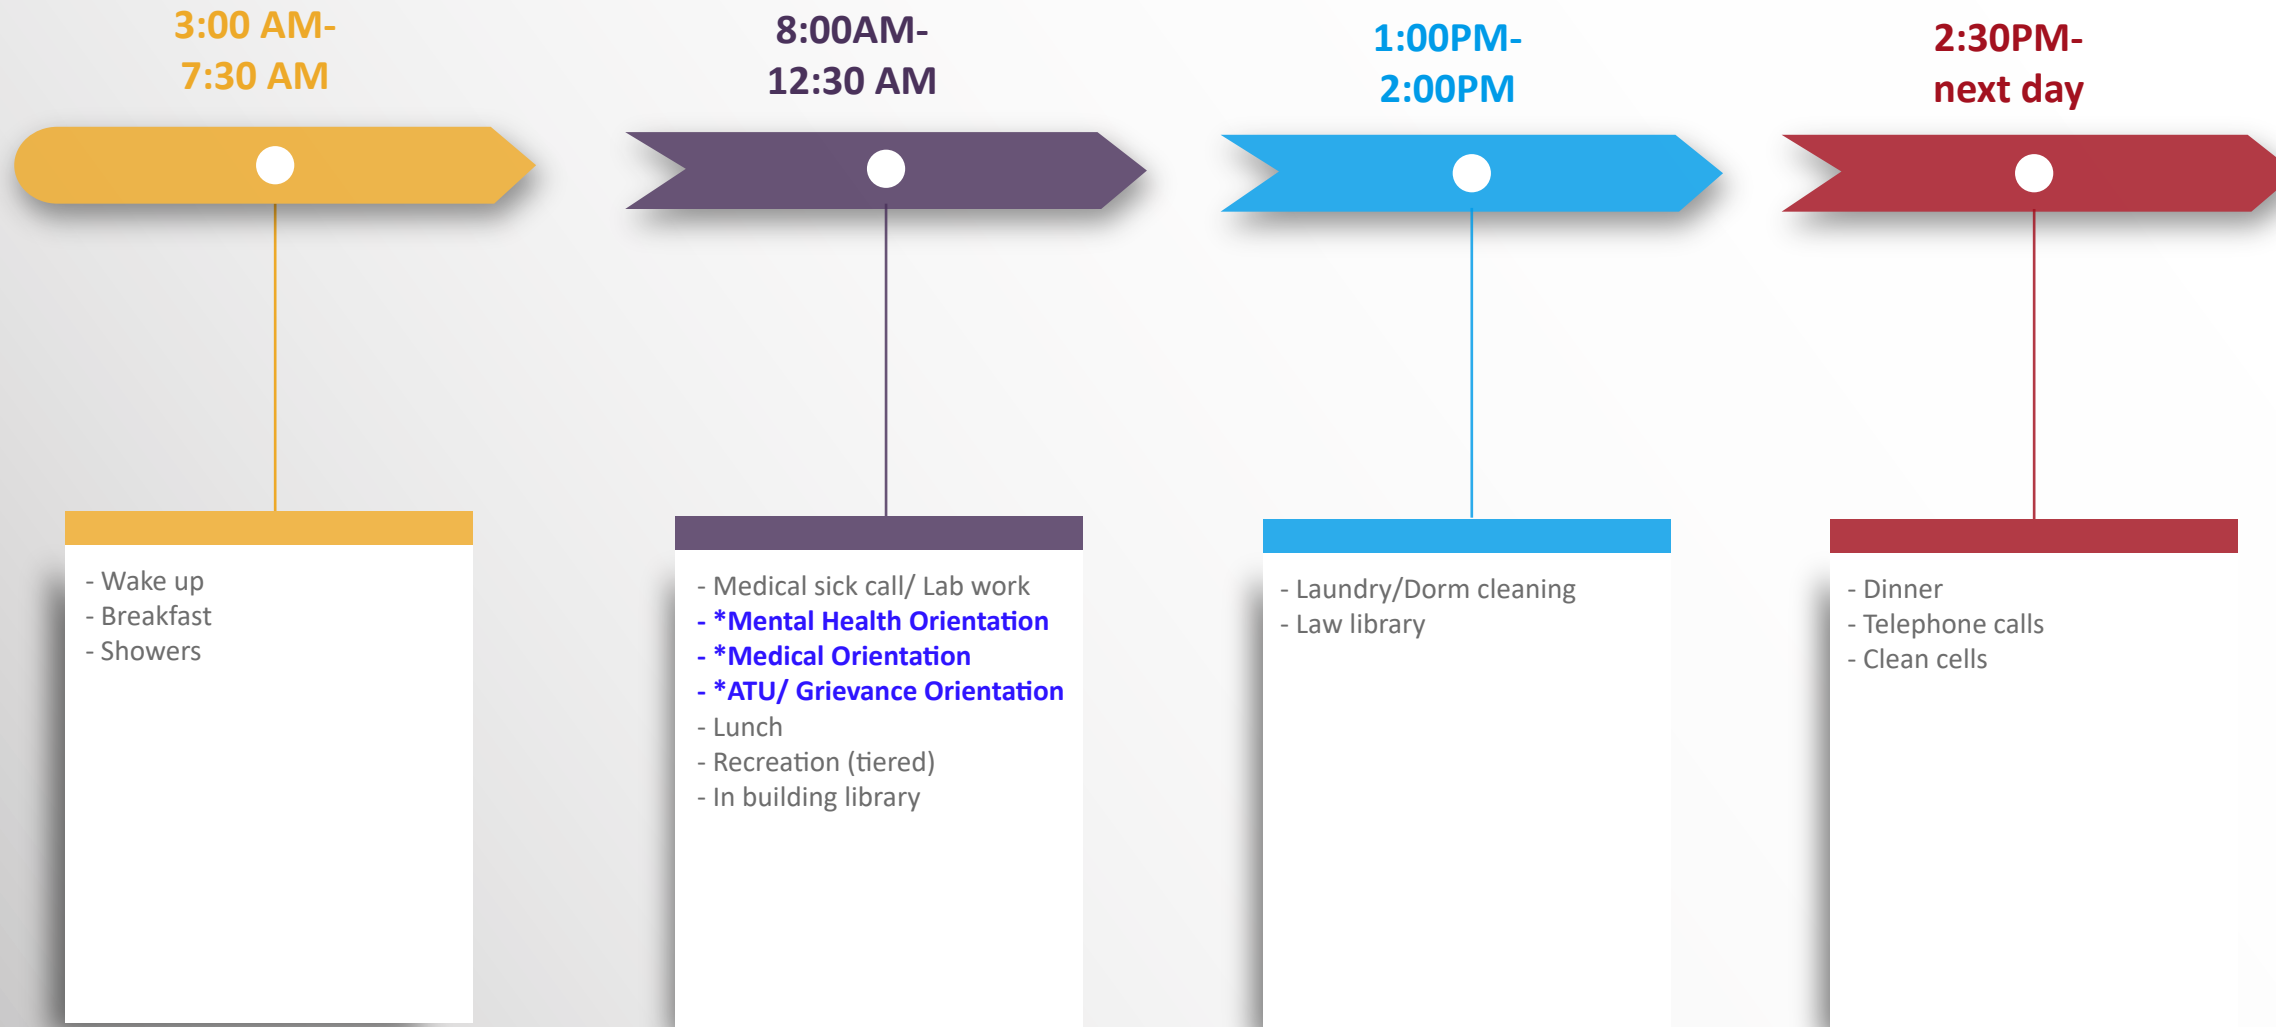 3:00 AM-
7:30 AM
- Wake up
- Breakfast
- Showers
8:00AM-
12:30 AM
- Medical sick call/ Lab work
- *Mental Health Orientation
- *Medical Orientation
- *ATU/ Grievance Orientation
- Lunch
- Recreation (tiered)
- In building library
1:00PM-
2:00PM
- Laundry/Dorm cleaning
- Law library
2:30PM-
next day
- Dinner
- Telephone calls
- Clean cells